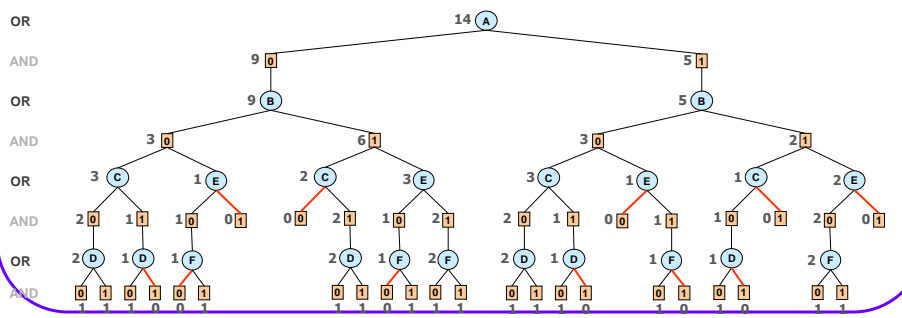 OR 14 A
AND 9 0 5 1
OR 9 B 5 B
AND 3 0 6 1 3 0 2 1
OR 3 C 1 E 2 C 3 E 3 C 1 E 1 C 2 E
AND 2 0 1 1 1 0 0 1 0 0 2 1 1 0 2 1 2 0 1 1 0 0 1 1 1 0 0 1 2 0 0 1
OR 2 D 1 D 1 F 2 D 1 F 2 F 2 D 1 D 1 F 1 D 2 F
AND 0 1 0 1 0 1 0 1 0 1 0 1 0 1 0 1 0 1 0 1 0 1
1 1 1 0 0 1 1 1 0 1 1 1 1 1 1 0 1 0 1 0 1 1